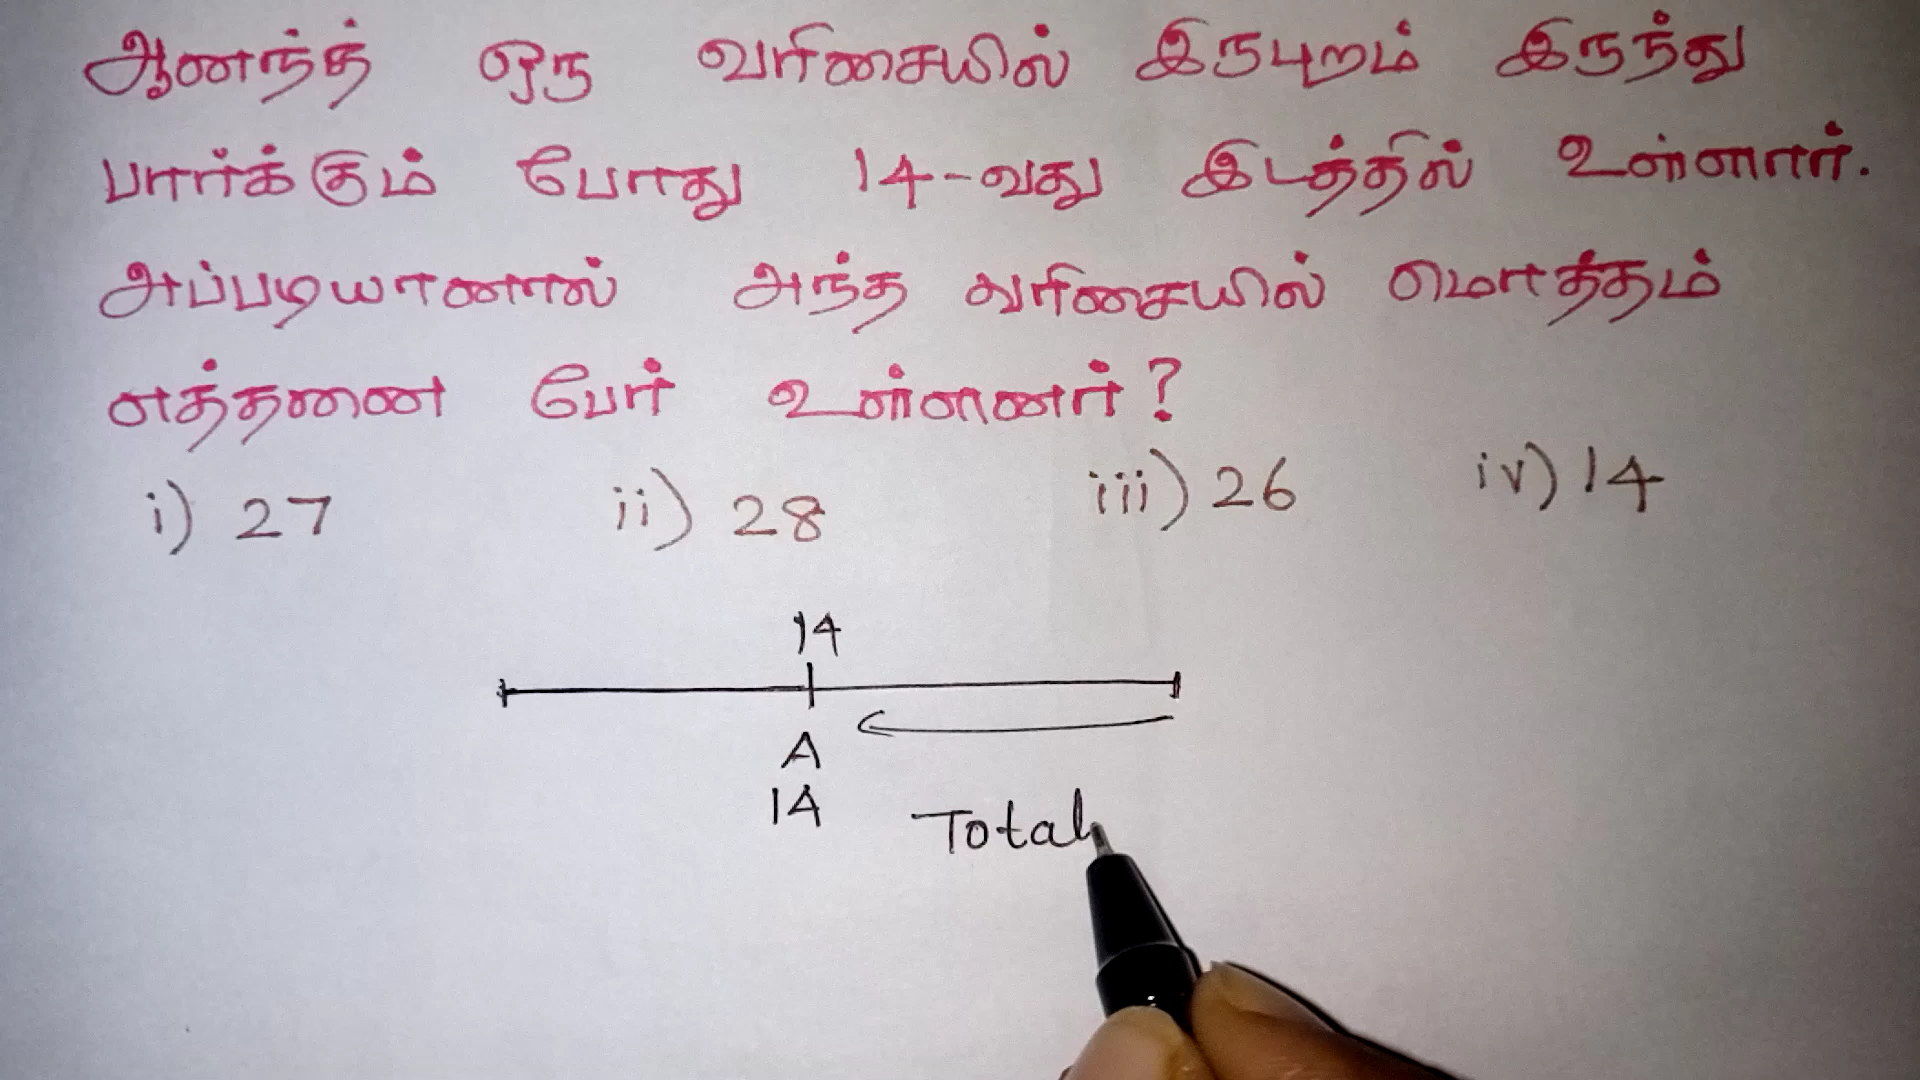 ஆனந்த் ஒரு வரிசையில் இருபுறம் இருந்து
பார்க்கும் போது 14-வது இடத்தில் உள்ளார்.
அப்படியானால் அந்த வரிசையில் மொத்தம்
எத்தனை பேர் உள்ளனர்?
i) 27 ii) 28 iii) 26 iv) 14
14
A
14
Total